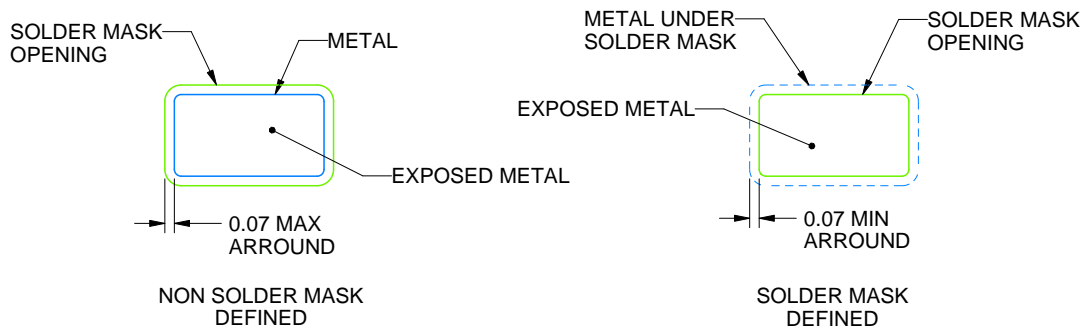 SOLDER MASK
OPENING
METAL
EXPOSED METAL
0.07 MAX
ARROUND
NON SOLDER MASK
DEFINED
METAL UNDER
SOLDER MASK
SOLDER MASK
OPENING
EXPOSED METAL
0.07 MIN
ARROUND
SOLDER MASK
DEFINED